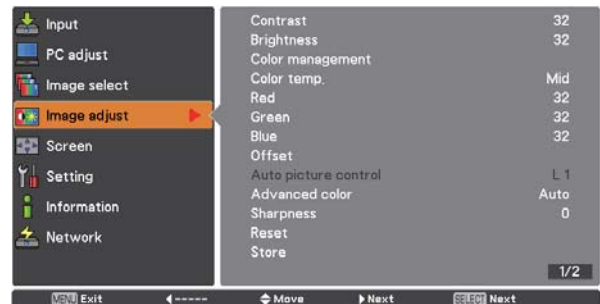 Input
PC adjust
Image select
Image adjust
Screen
Setting
Information
Network
Contrast 32
Brightness 32
Color management
Color temp. Mid
Red 32
Green 32
Blue 32
Offset
Auto picture control L 1
Advanced color Auto
Sharpness 0
Reset
Store
1/2
MENU Exit ◀----- Move Next SELECT Next